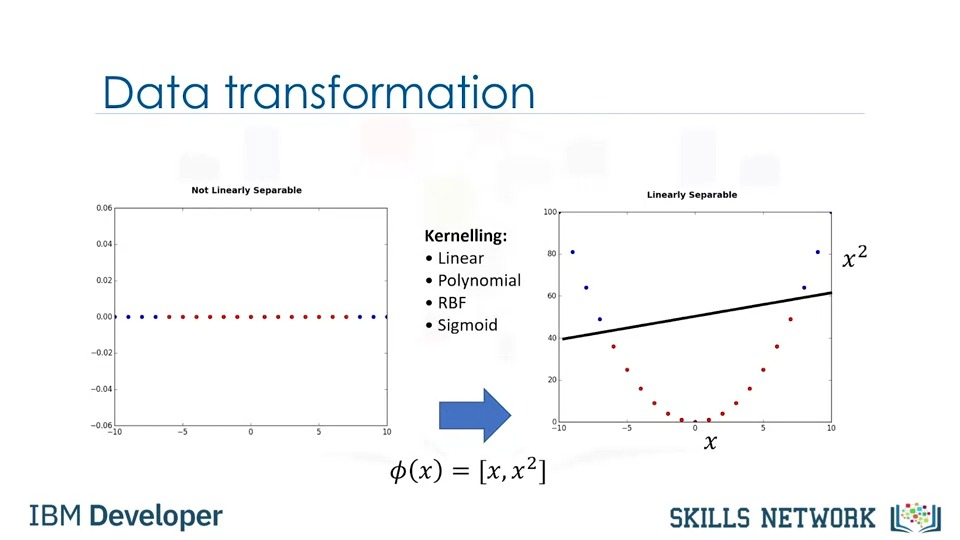 Data transformation
Not Linearly Separable
0.06
0.04
0.02
0.00
−0.02
−0.04
−0.06
−10
−5
0
5
10
Kernelling:
• Linear
• Polynomial
• RBF
• Sigmoid
ϕ(x) = [x, x²]
Linearly Separable
100
80
60
40
20
0
−10
−5
0
5
10
x²
x
IBM Developer
SKILLS NETWORK